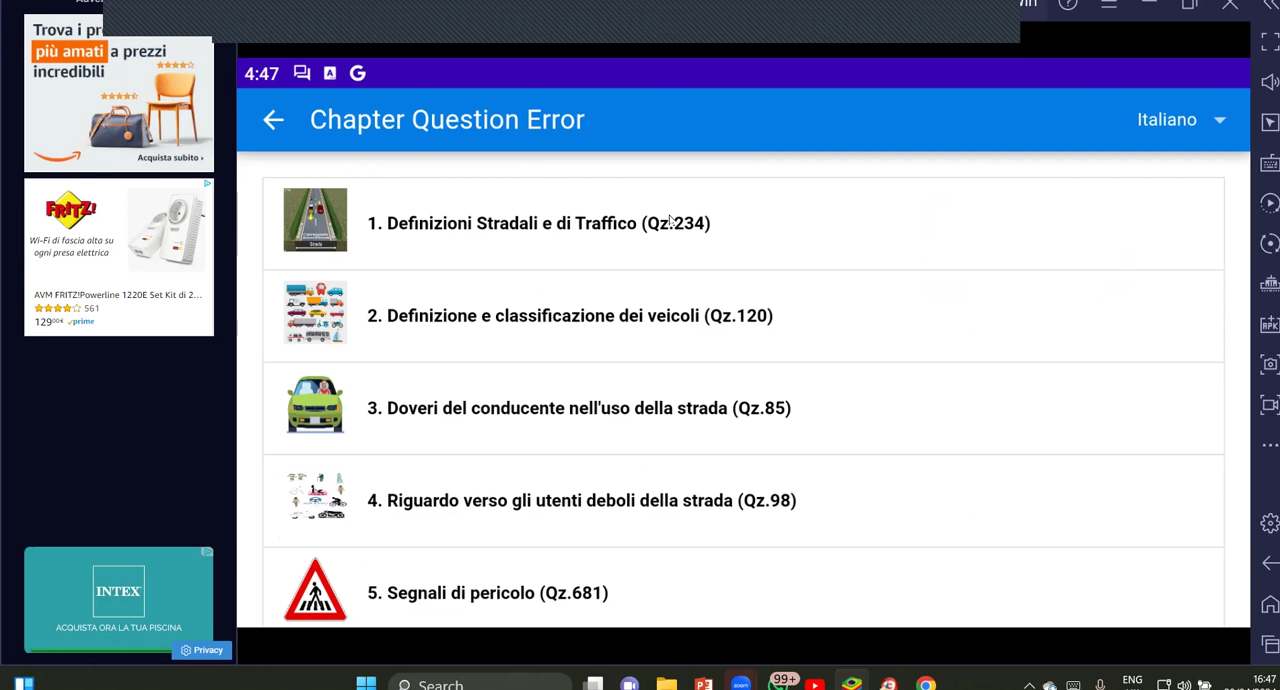 Trova i pr
più amati a prezzi
incredibili
Acquista subito ›
FRITZ!
Wi-Fi di fascia alta su
ogni presa elettrica
AVM FRITZ!Powerline 1220E Set Kit di 2...
561
129,00€ prime
INTEX
ACQUISTA ORA LA TUA PISCINA
Privacy
4:47
Chapter Question Error
Italiano
1. Definizioni Stradali e di Traffico (Qz.234)
Strada
2. Definizione e classificazione dei veicoli (Qz.120)
3. Doveri del conducente nell'uso della strada (Qz.85)
4. Riguardo verso gli utenti deboli della strada (Qz.98)
5. Segnali di pericolo (Qz.681)
Search
zoom
99+
ENG
16:47